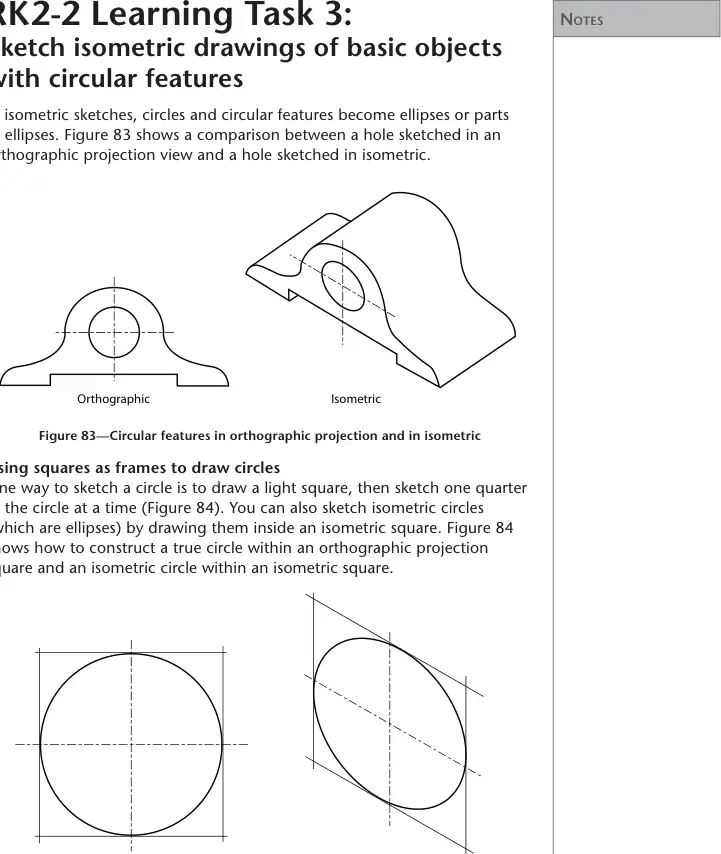 RK2-2 Learning Task 3:
NOTES
ketch isometric drawings of basic objects
with circular features
isometric sketches, circles and circular features become ellipses or parts
ellipses. Figure 83 shows a comparison between a hole sketched in an
rthographic projection view and a hole sketched in isometric.
Orthographic
Isometric
Figure 83—Circular features in orthographic projection and in isometric
sing squares as frames to draw circles
ne way to sketch a circle is to draw a light square, then sketch one quarter
the circle at a time (Figure 84). You can also sketch isometric circles
which are ellipses) by drawing them inside an isometric square. Figure 84
hows how to construct a true circle within an orthographic projection
quare and an isometric circle within an isometric square.